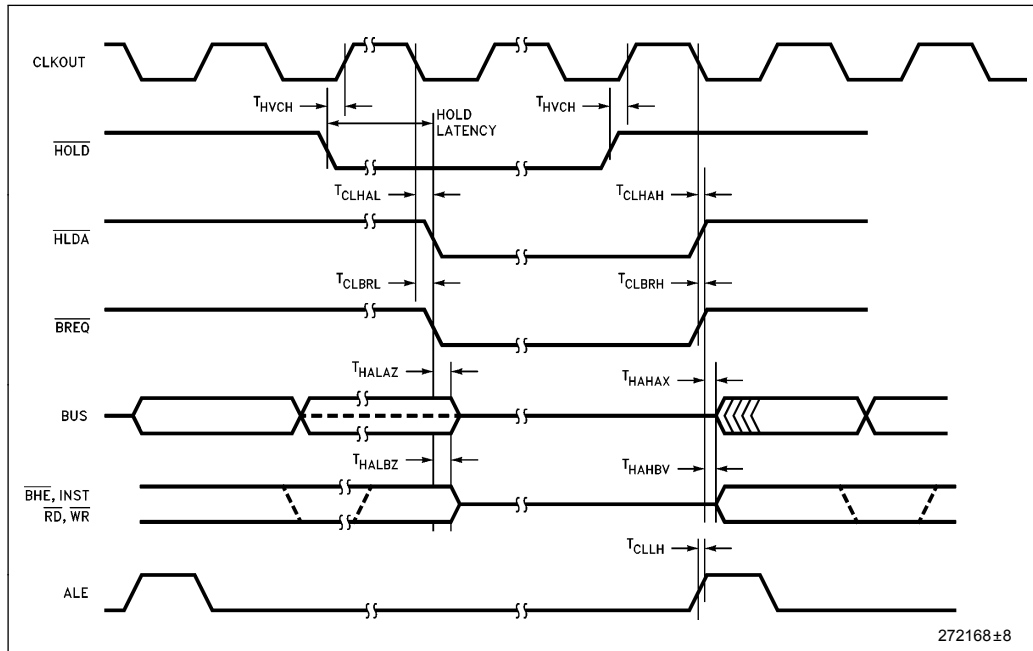 CLKOUT
THVCH
HOLD
LATENCY
THVCH
HOLD
TCLHAL
TCLHAH
HLDA
TCLBRL
TCLBRH
BREQ
THALAZ
THAHAX
BUS
THALBZ
THAHBV
BHE, INST
RD, WR
TCLLH
ALE
272168±8